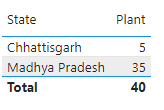 State Plant
Chhattisgarh 5
Madhya Pradesh 35
Total 40